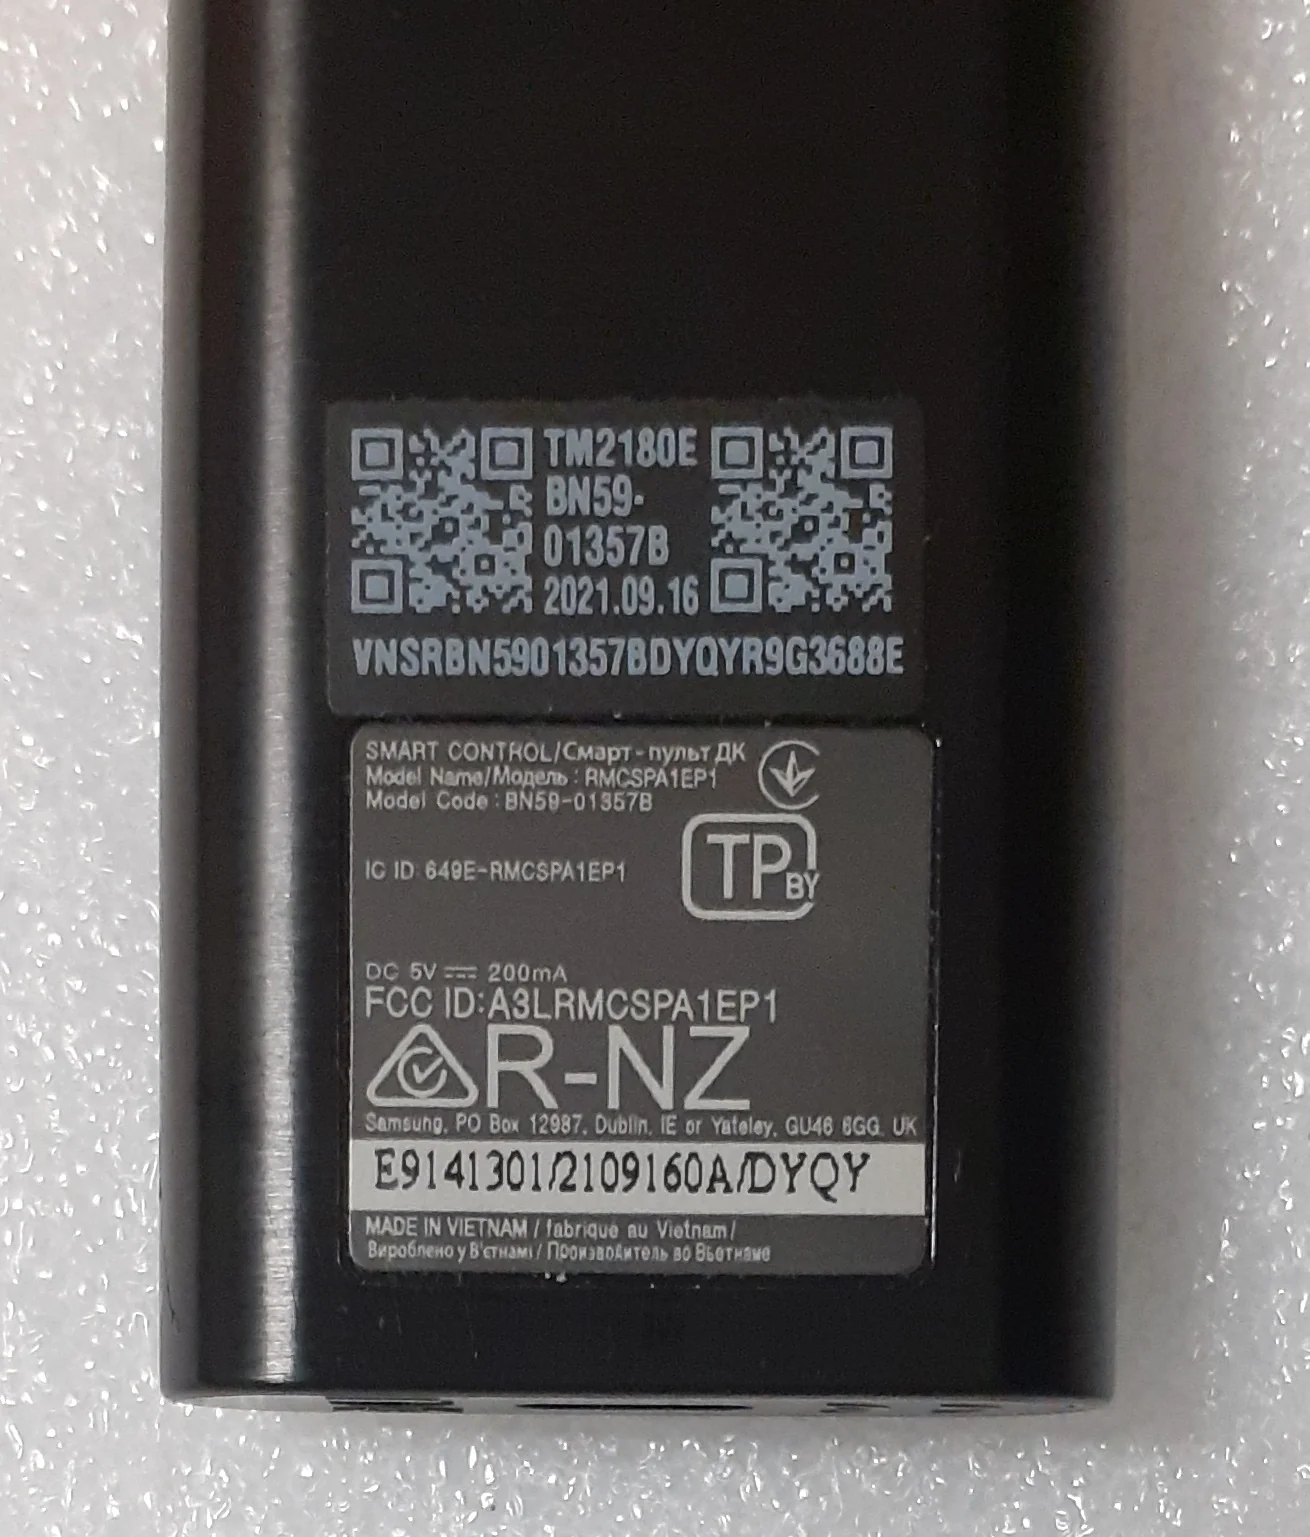 TM2180E
BN59-
01357B
2021.09.16
VNSRBN5901357BDYQYR9G3688E
SMART CONTROL/Смарт-пульт ДК
Model Name/Модель : RMCSPA1EP1
Model Code : BN59-01357B
TP BY
IC ID: 649E-RMCSPA1EP1
DC 5V ⎓ 200mA
FCC ID:A3LRMCSPA1EP1
R-NZ
Samsung, PO Box 12987, Dublin, IE or Yateley, GU46 6GG, UK
E9141301/2109160A/DYQY
MADE IN VIETNAM / fabriqué au Vietnam/
Вироблено у В'єтнамі / Производитель во Вьетнаме